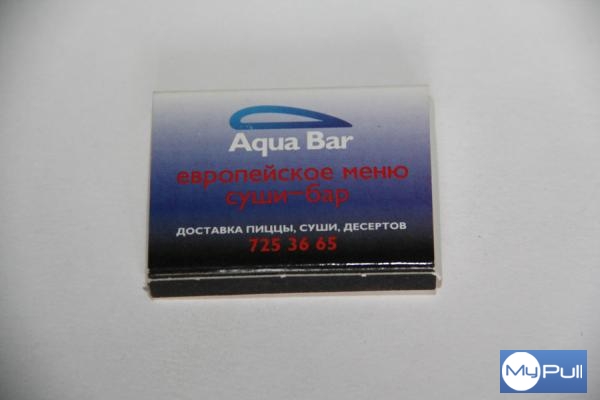 Aqua Bar
европейское меню
суши-бар
ДОСТАВКА ПИЦЦЫ, СУШИ, ДЕСЕРТОВ
725 36 65
MyPull